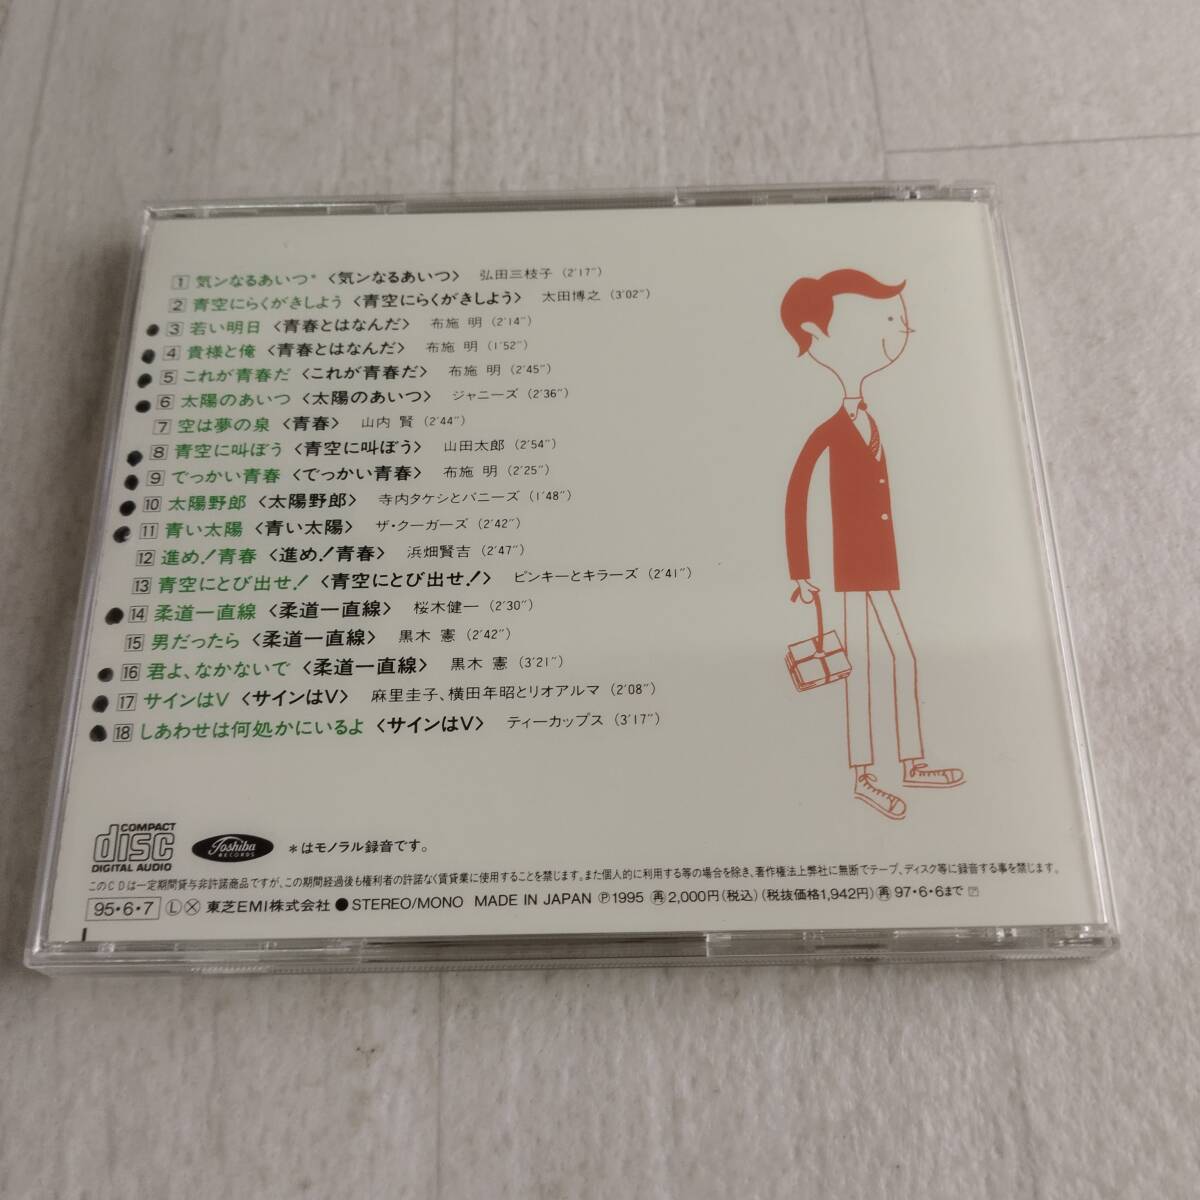 1 気ンなるあいつ* 〈気ンなるあいつ〉 弘田三枝子 (2'17")
2 青空にらくがきしよう 〈青空にらくがきしよう〉 太田博之 (3'02")
3 若い明日 〈青春とはなんだ〉 布施 明 (2'14")
4 貴様と俺 〈青春とはなんだ〉 布施 明 (1'52")
5 これが青春だ 〈これが青春だ〉 布施 明 (2'45")
6 太陽のあいつ 〈太陽のあいつ〉 ジャニーズ (2'36")
7 空は夢の泉 〈青春〉 山内 賢 (2'44")
8 青空に叫ぼう 〈青空に叫ぼう〉 山田太郎 (2'54")
9 でっかい青春 〈でっかい青春〉 布施 明 (2'25")
10 太陽野郎 〈太陽野郎〉 寺内タケシとバニーズ (1'48")
11 青い太陽 〈青い太陽〉 ザ・クーガーズ (2'42")
12 進め!青春 〈進め!青春〉 浜畑賢吉 (2'47")
13 青空にとび出せ! 〈青空にとび出せ!〉 ピンキーとキラーズ (2'41")
14 柔道一直線 〈柔道一直線〉 桜木健一 (2'30")
15 男だったら 〈柔道一直線〉 黒木 憲 (2'42")
16 君よ、なかないで 〈柔道一直線〉 黒木 憲 (3'21")
17 サインはV 〈サインはV〉 麻里圭子、横田年昭とリオアルマ (2'08")
18 しあわせは何処かにいるよ 〈サインはV〉 ティーカップス (3'17")
COMPACT disc DIGITAL AUDIO
Toshiba RECORDS
*はモノラル録音です。
このCDは一定期間貸与非許諾商品ですが、この期間経過後も権利者の許諾なく賃貸業に使用することを禁じます。また個人的に利用する等の場合を除き、著作権法上弊社に無断でテープ、ディスク等に録音する事を禁じます。
95・6・7 Ⓛ Ⓧ 東芝EMI株式会社 ●STEREO/MONO MADE IN JAPAN Ⓟ1995 ㊢2,000円(税込)(税抜価格1,942円) 97・6・6まで